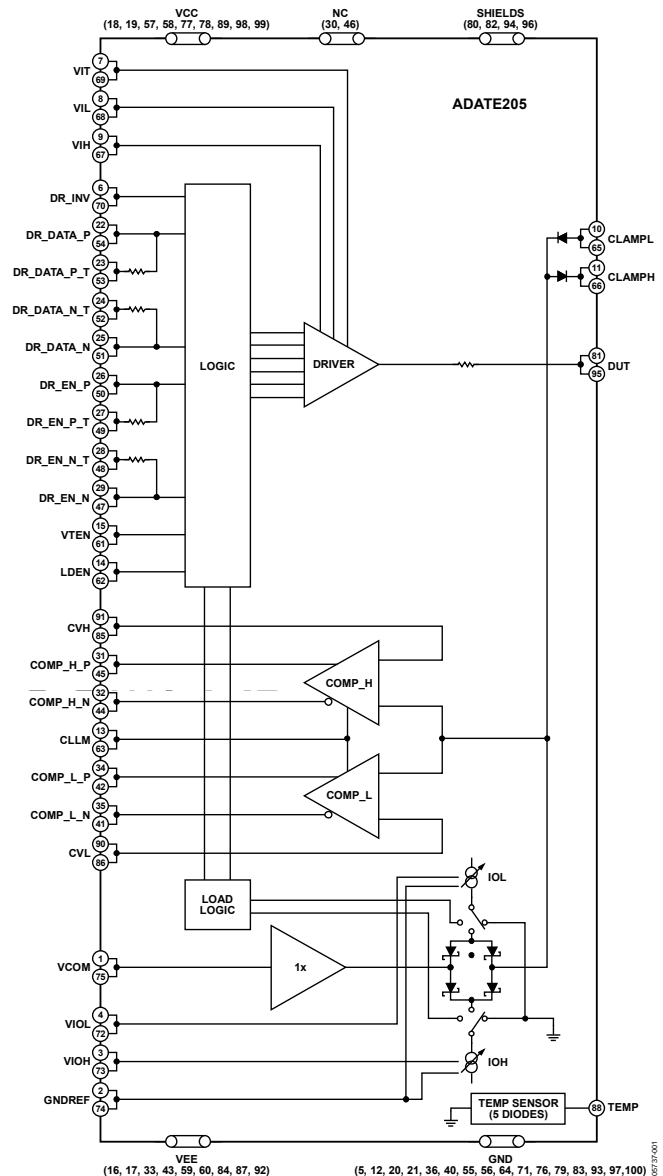 VCC
(18, 19, 57, 58, 77, 78, 89, 98, 99)
NC
(30, 46)
SHIELDS
(80, 82, 94, 96)
ADATE205
7
VIT
69
8
VIL
68
9
VIH
67
6
DR_INV
70
22
DR_DATA_P
54
23
DR_DATA_P_T
53
24
DR_DATA_N_T
52
25
DR_DATA_N
51
26
DR_EN_P
50
27
DR_EN_P_T
49
28
DR_EN_N_T
48
29
DR_EN_N
47
15
VTEN
61
14
LDEN
62
LOGIC
DRIVER
10
CLAMPL
65
11
CLAMPH
66
81
DUT
95
91
CVH
85
31
COMP_H_P
45
32
COMP_H_N
44
13
CLLM
63
34
COMP_L_P
42
35
COMP_L_N
41
90
CVL
86
COMP_H
COMP_L
LOAD
LOGIC
IOL
1
VCOM
75
1x
4
VIOL
72
3
VIOH
73
2
GNDREF
74
IOH
TEMP SENSOR
(5 DIODES)
88
TEMP
VEE
(16, 17, 33, 43, 59, 60, 84, 87, 92)
GND
(5, 12, 20, 21, 36, 40, 55, 56, 64, 71, 76, 79, 83, 93, 97,100)
05737-001